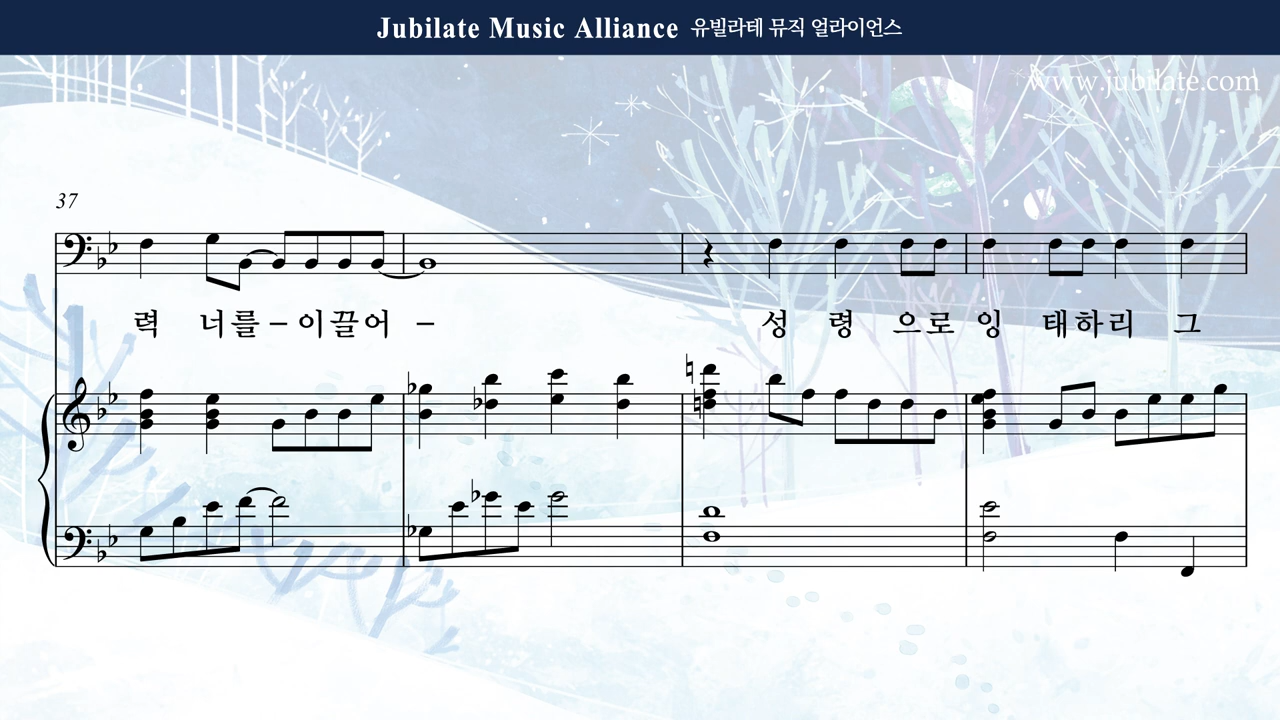 Jubilate Music Alliance 유빌라테 뮤직 얼라이언스
www.jubilate.com
37
력 너를 – 이끌어 – 성 령 으로 잉 태하리 그